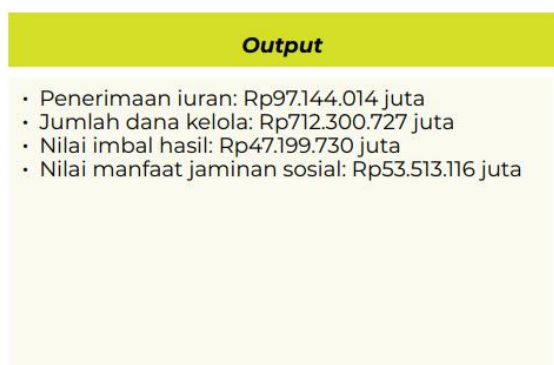 Output
• Penerimaan iuran: Rp97.144.014 juta
• Jumlah dana kelola: Rp712.300.727 juta
• Nilai imbal hasil: Rp47.199.730 juta
• Nilai manfaat jaminan sosial: Rp53.513.116 juta